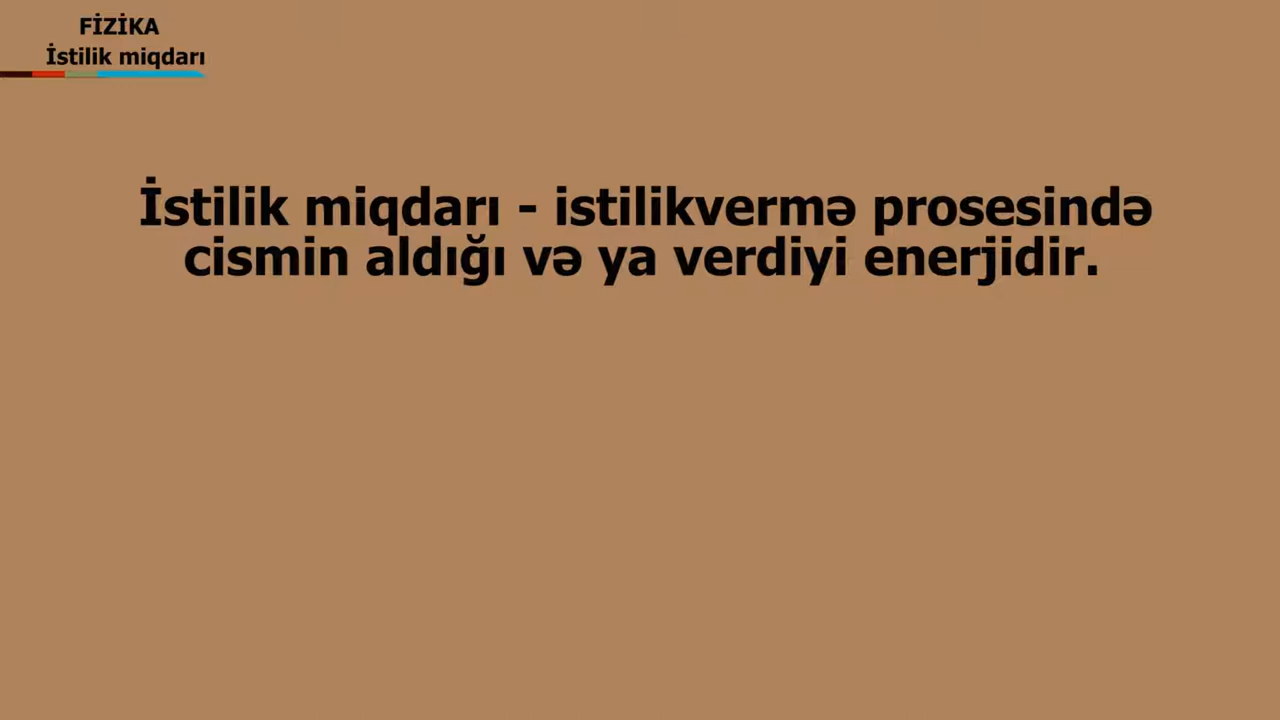 FİZİKA
İstilik miqdarı
İstilik miqdarı - istilikvermə prosesində
cismin aldığı və ya verdiyi enerjidir.